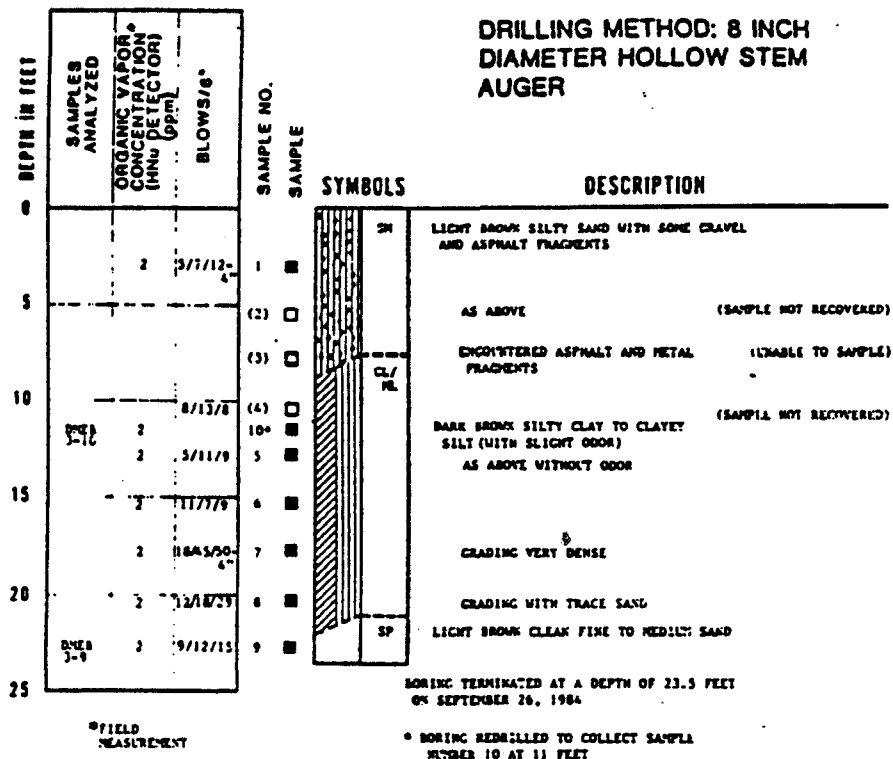 DRILLING METHOD: 8 INCH
DIAMETER HOLLOW STEM
AUGER
DEPTH IN FEET
SAMPLES
ANALYZED
ORGANIC VAPOR*
CONCENTRATION
(HNu DETECTOR)
(ppm)
BLOWS/6"
SAMPLE NO.
SAMPLE
SYMBOLS
DESCRIPTION
0
SM
LIGHT BROWN SILTY SAND WITH SOME GRAVEL
AND ASPHALT FRAGMENTS
2 5/7/12-
4" 1
5
(2) AS ABOVE (SAMPLE NOT RECOVERED)
(3) ENCOUNTERED ASPHALT AND METAL (UNABLE TO SAMPLE)
FRAGMENTS
CL/
ML
10
8/13/8 (4) (SAMPLE NOT RECOVERED)
2 10* DARK BROWN SILTY CLAY TO CLAYEY
SILT (WITH SLIGHT ODOR)
2 5/11/9 5 AS ABOVE WITHOUT ODOR
15
2 11/7/9 6
2 50-
6" 7 GRADING VERY DENSE
20
2 8 GRADING WITH TRACE SAND
SP LIGHT BROWN CLEAN FINE TO MEDIUM SAND
2 9/12/15 9
25
BORING TERMINATED AT A DEPTH OF 23.5 FEET
ON SEPTEMBER 26, 1984
*FIELD
MEASUREMENT
* BORING REDRILLED TO COLLECT SAMPLE
NUMBER 10 AT 11 FEET